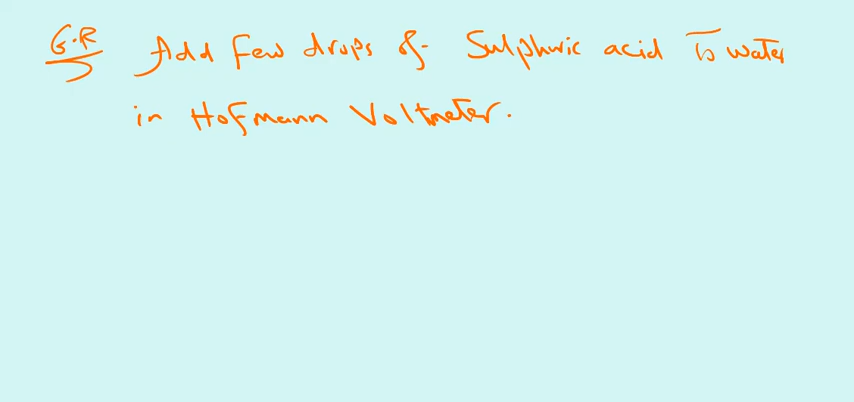 G.R Add Few drops of Sulphuric acid to water
in Hofmann Voltmeter.